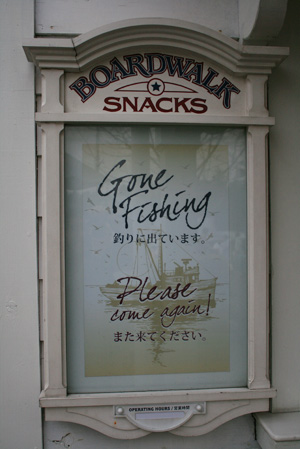 BOARDWALK
SNACKS
Gone
Fishing
釣りに出ています。
Please
come again!
また来てください。
OPERATING HOURS / 営業時間